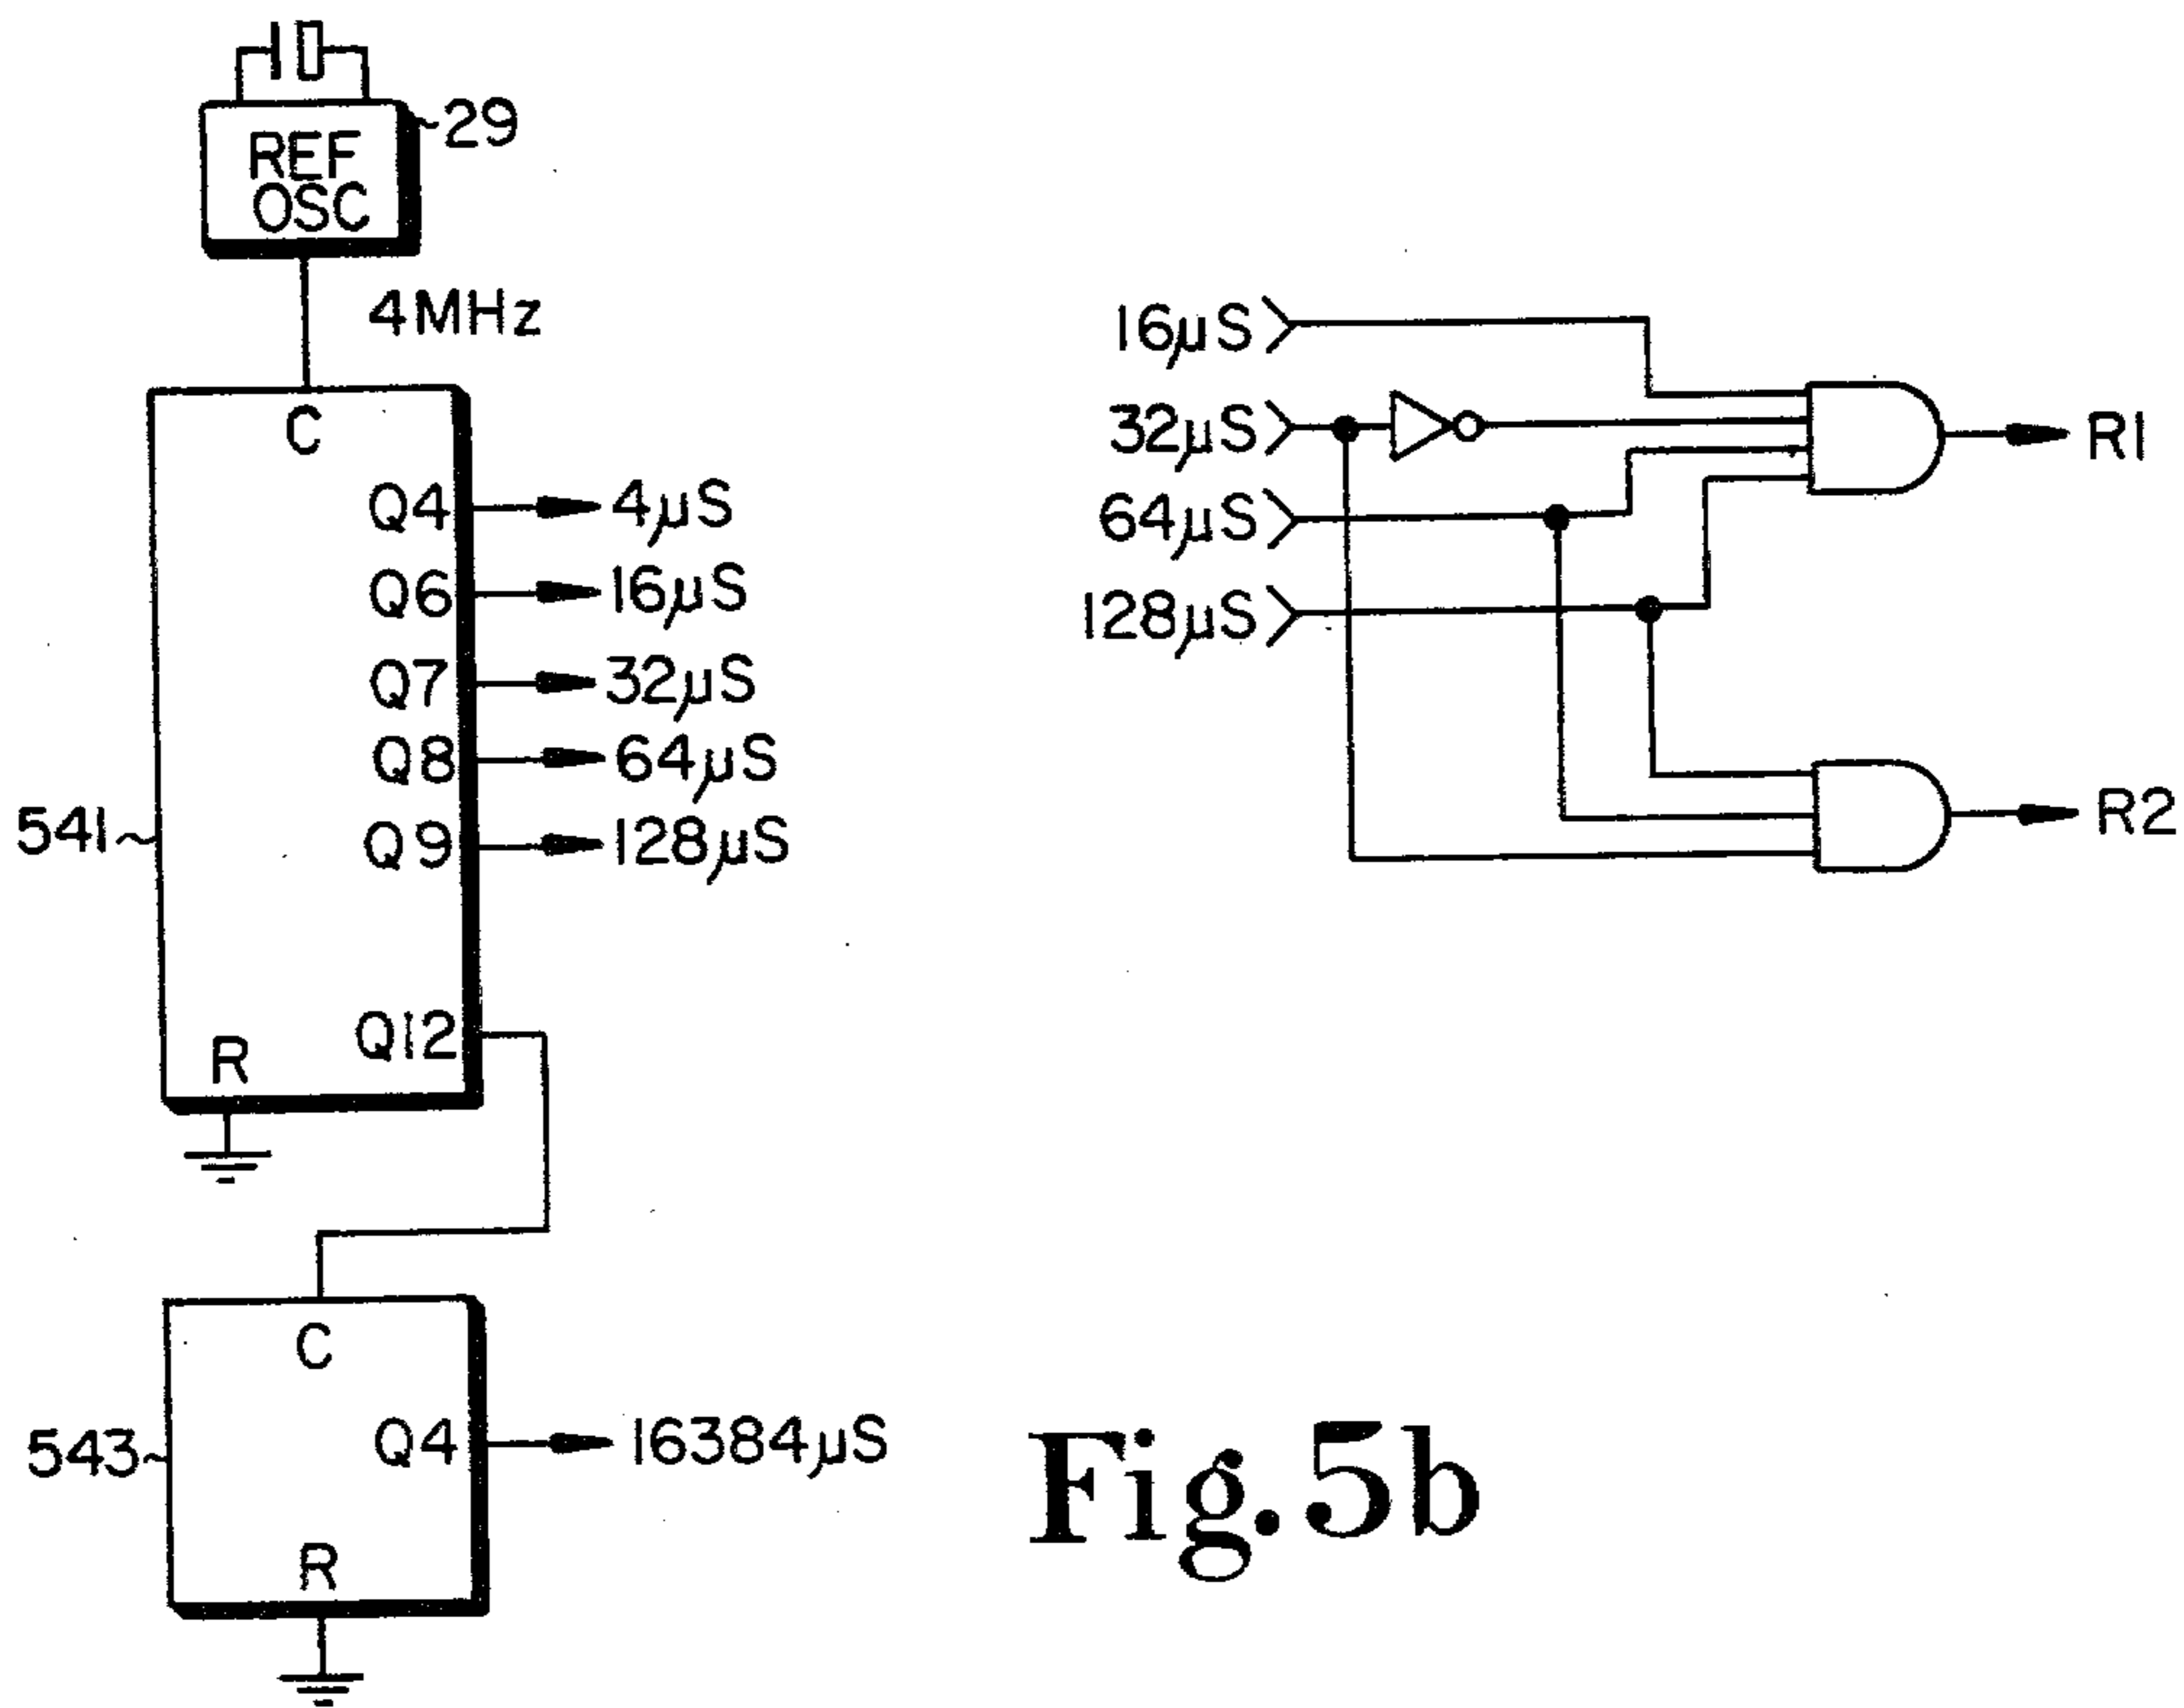 29
REF
OSC
4MHz
C
Q4
4µS
Q6
16µS
Q7
32µS
Q8
64µS
541
Q9
128µS
Q12
R
C
543
Q4
16384µS
R
16µS
32µS
64µS
128µS
R1
R2
Fig.5b